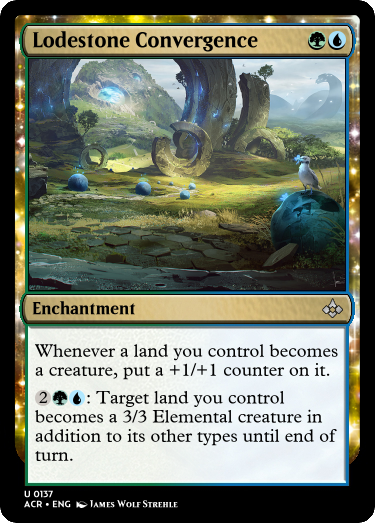 Lodestone Convergence
Enchantment
Whenever a land you control becomes
a creature, put a +1/+1 counter on it.
2: Target land you control
becomes a 3/3 Elemental creature in
addition to its other types until end of
turn.
U 0137
ACR • ENG James Wolf Strehle